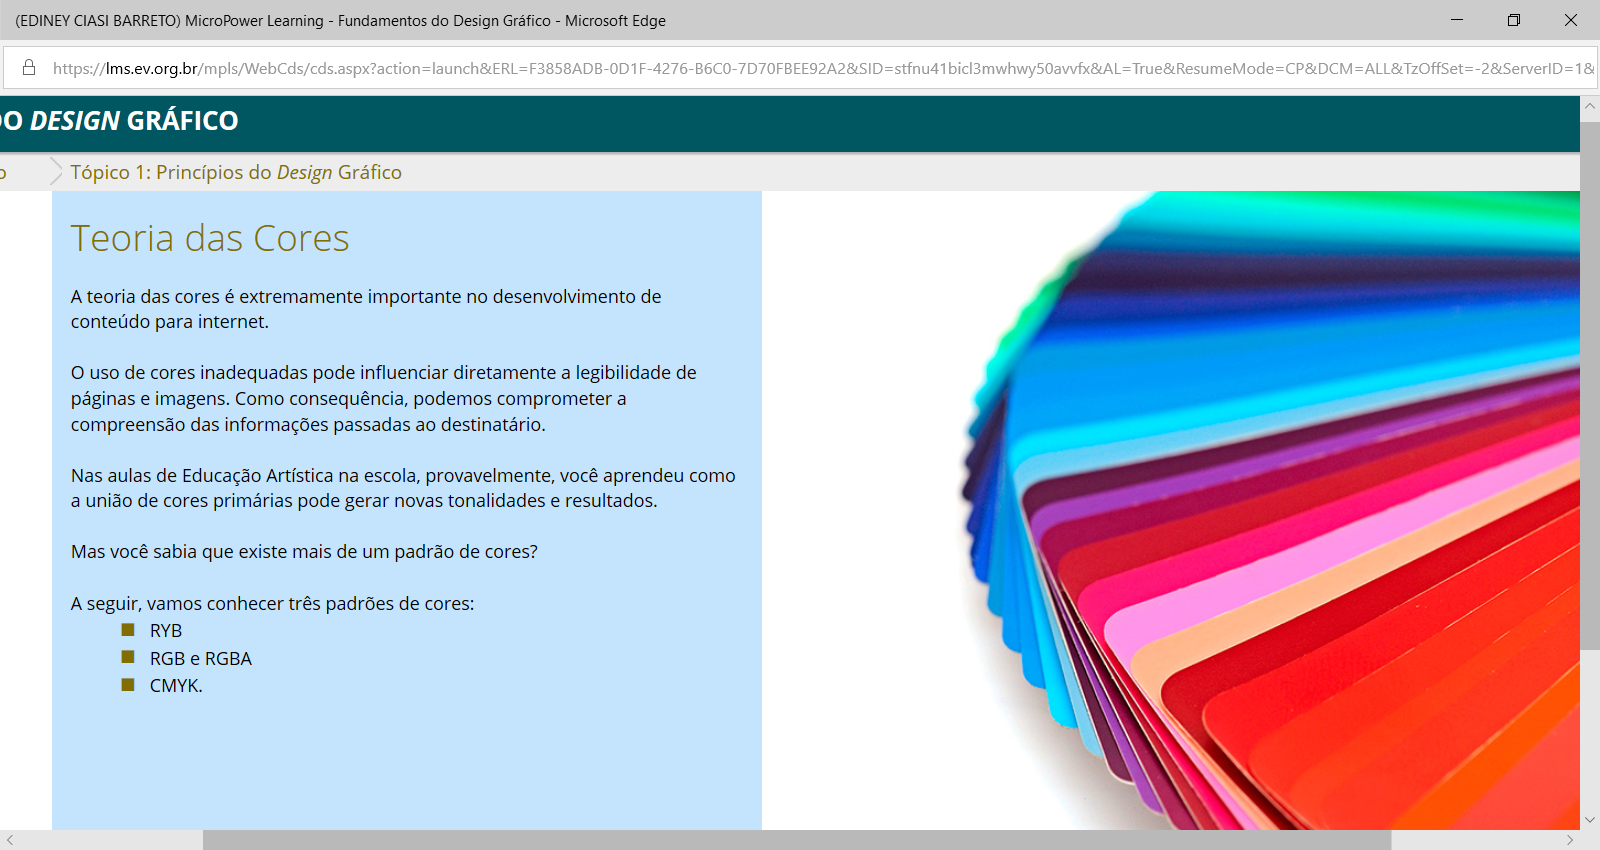 (EDINEY CIASI BARRETO) MicroPower Learning - Fundamentos do Design Gráfico - Microsoft Edge
https://lms.ev.org.br/mpls/WebCds/cds.aspx?action=launch&ERL=F3858ADB-0D1F-4276-B6C0-7D70FBEE92A2&SID=stfnu41bicl3mwhwy50avvfx&AL=True&ResumeMode=CP&DCM=ALL&TzOffSet=-2&ServerID=1&
DO DESIGN GRÁFICO
o Tópico 1: Princípios do Design Gráfico
Teoria das Cores
A teoria das cores é extremamente importante no desenvolvimento de
conteúdo para internet.
O uso de cores inadequadas pode influenciar diretamente a legibilidade de
páginas e imagens. Como consequência, podemos comprometer a
compreensão das informações passadas ao destinatário.
Nas aulas de Educação Artística na escola, provavelmente, você aprendeu como
a união de cores primárias pode gerar novas tonalidades e resultados.
Mas você sabia que existe mais de um padrão de cores?
A seguir, vamos conhecer três padrões de cores:
RYB
RGB e RGBA
CMYK.